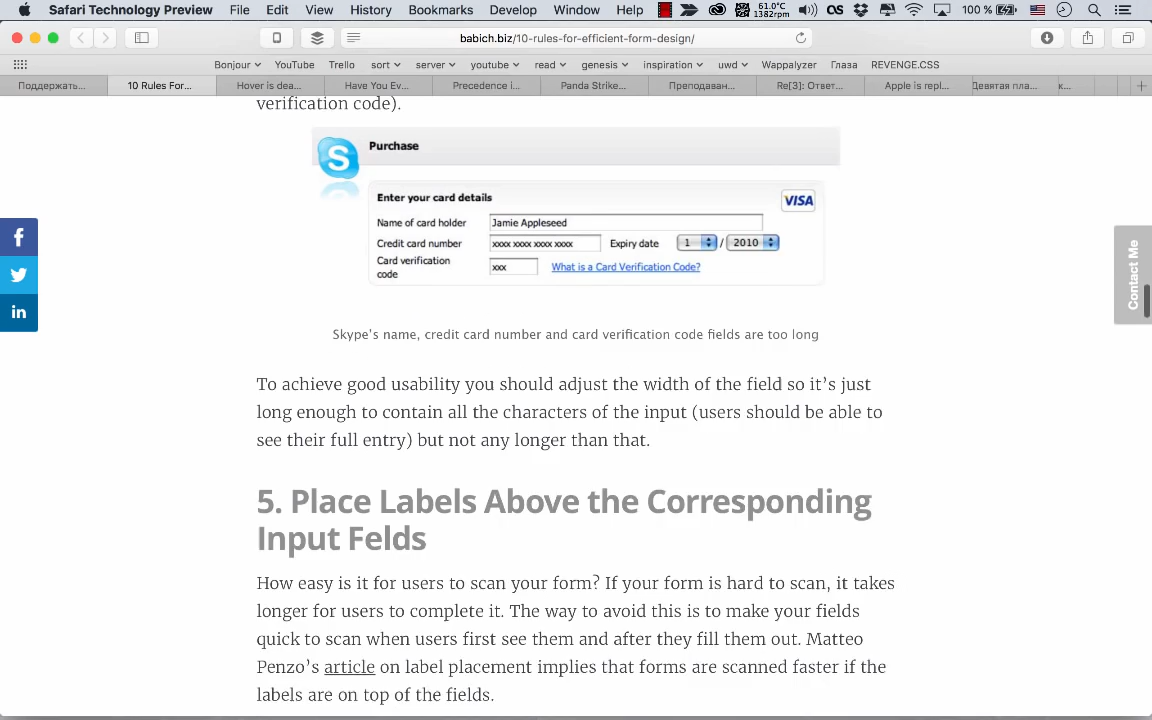 Safari Technology Preview File Edit View History Bookmarks Develop Window Help 61.0°C 1382rpm 100 %
babich.biz/10-rules-for-efficient-form-design/
Bonjour YouTube Trello sort server youtube read genesis inspiration uwd Wappalyzer Глаза REVENGE.CSS
Поддержать... 10 Rules For... Hover is dea... Have You Ev... Precedence i... Panda Strike... Преподаван... Re[3]: Ответ... Apple is repl... Девятая пла... к...
verification code).
Purchase
Enter your card details
VISA
Name of card holder Jamie Appleseed
Credit card number xxxx xxxx xxxx xxxx Expiry date 1 / 2010
Card verification
code xxx What is a Card Verification Code?
Contact Me
Skype's name, credit card number and card verification code fields are too long
To achieve good usability you should adjust the width of the field so it's just
long enough to contain all the characters of the input (users should be able to
see their full entry) but not any longer than that.
5. Place Labels Above the Corresponding
Input Felds
How easy is it for users to scan your form? If your form is hard to scan, it takes
longer for users to complete it. The way to avoid this is to make your fields
quick to scan when users first see them and after they fill them out. Matteo
Penzo's article on label placement implies that forms are scanned faster if the
labels are on top of the fields.